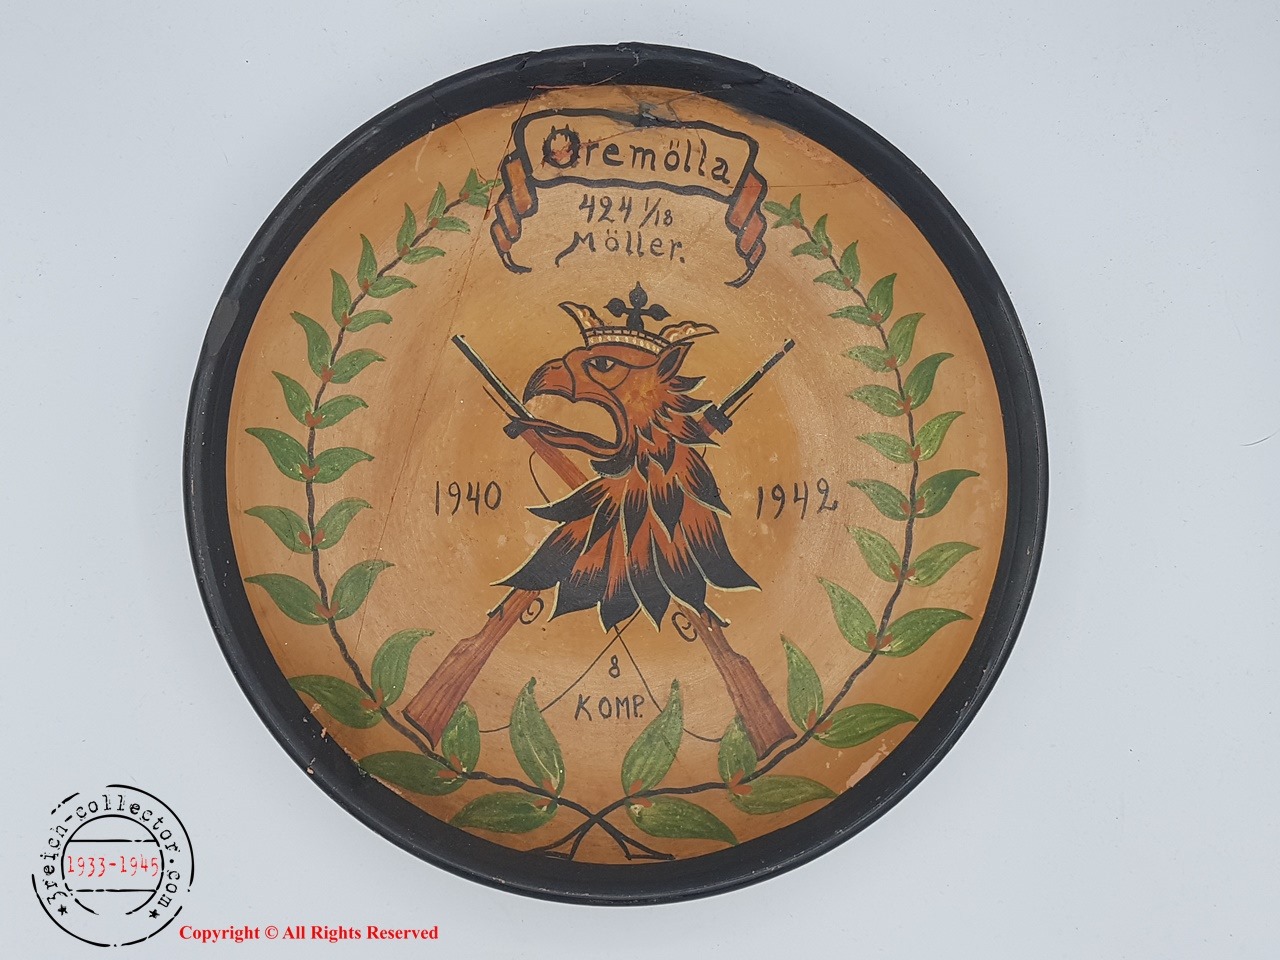 Oremölla
424 1/18
Möller.
1940
1942
8
KOMP.
3reich-collector.com
1933-1945
Copyright © All Rights Reserved